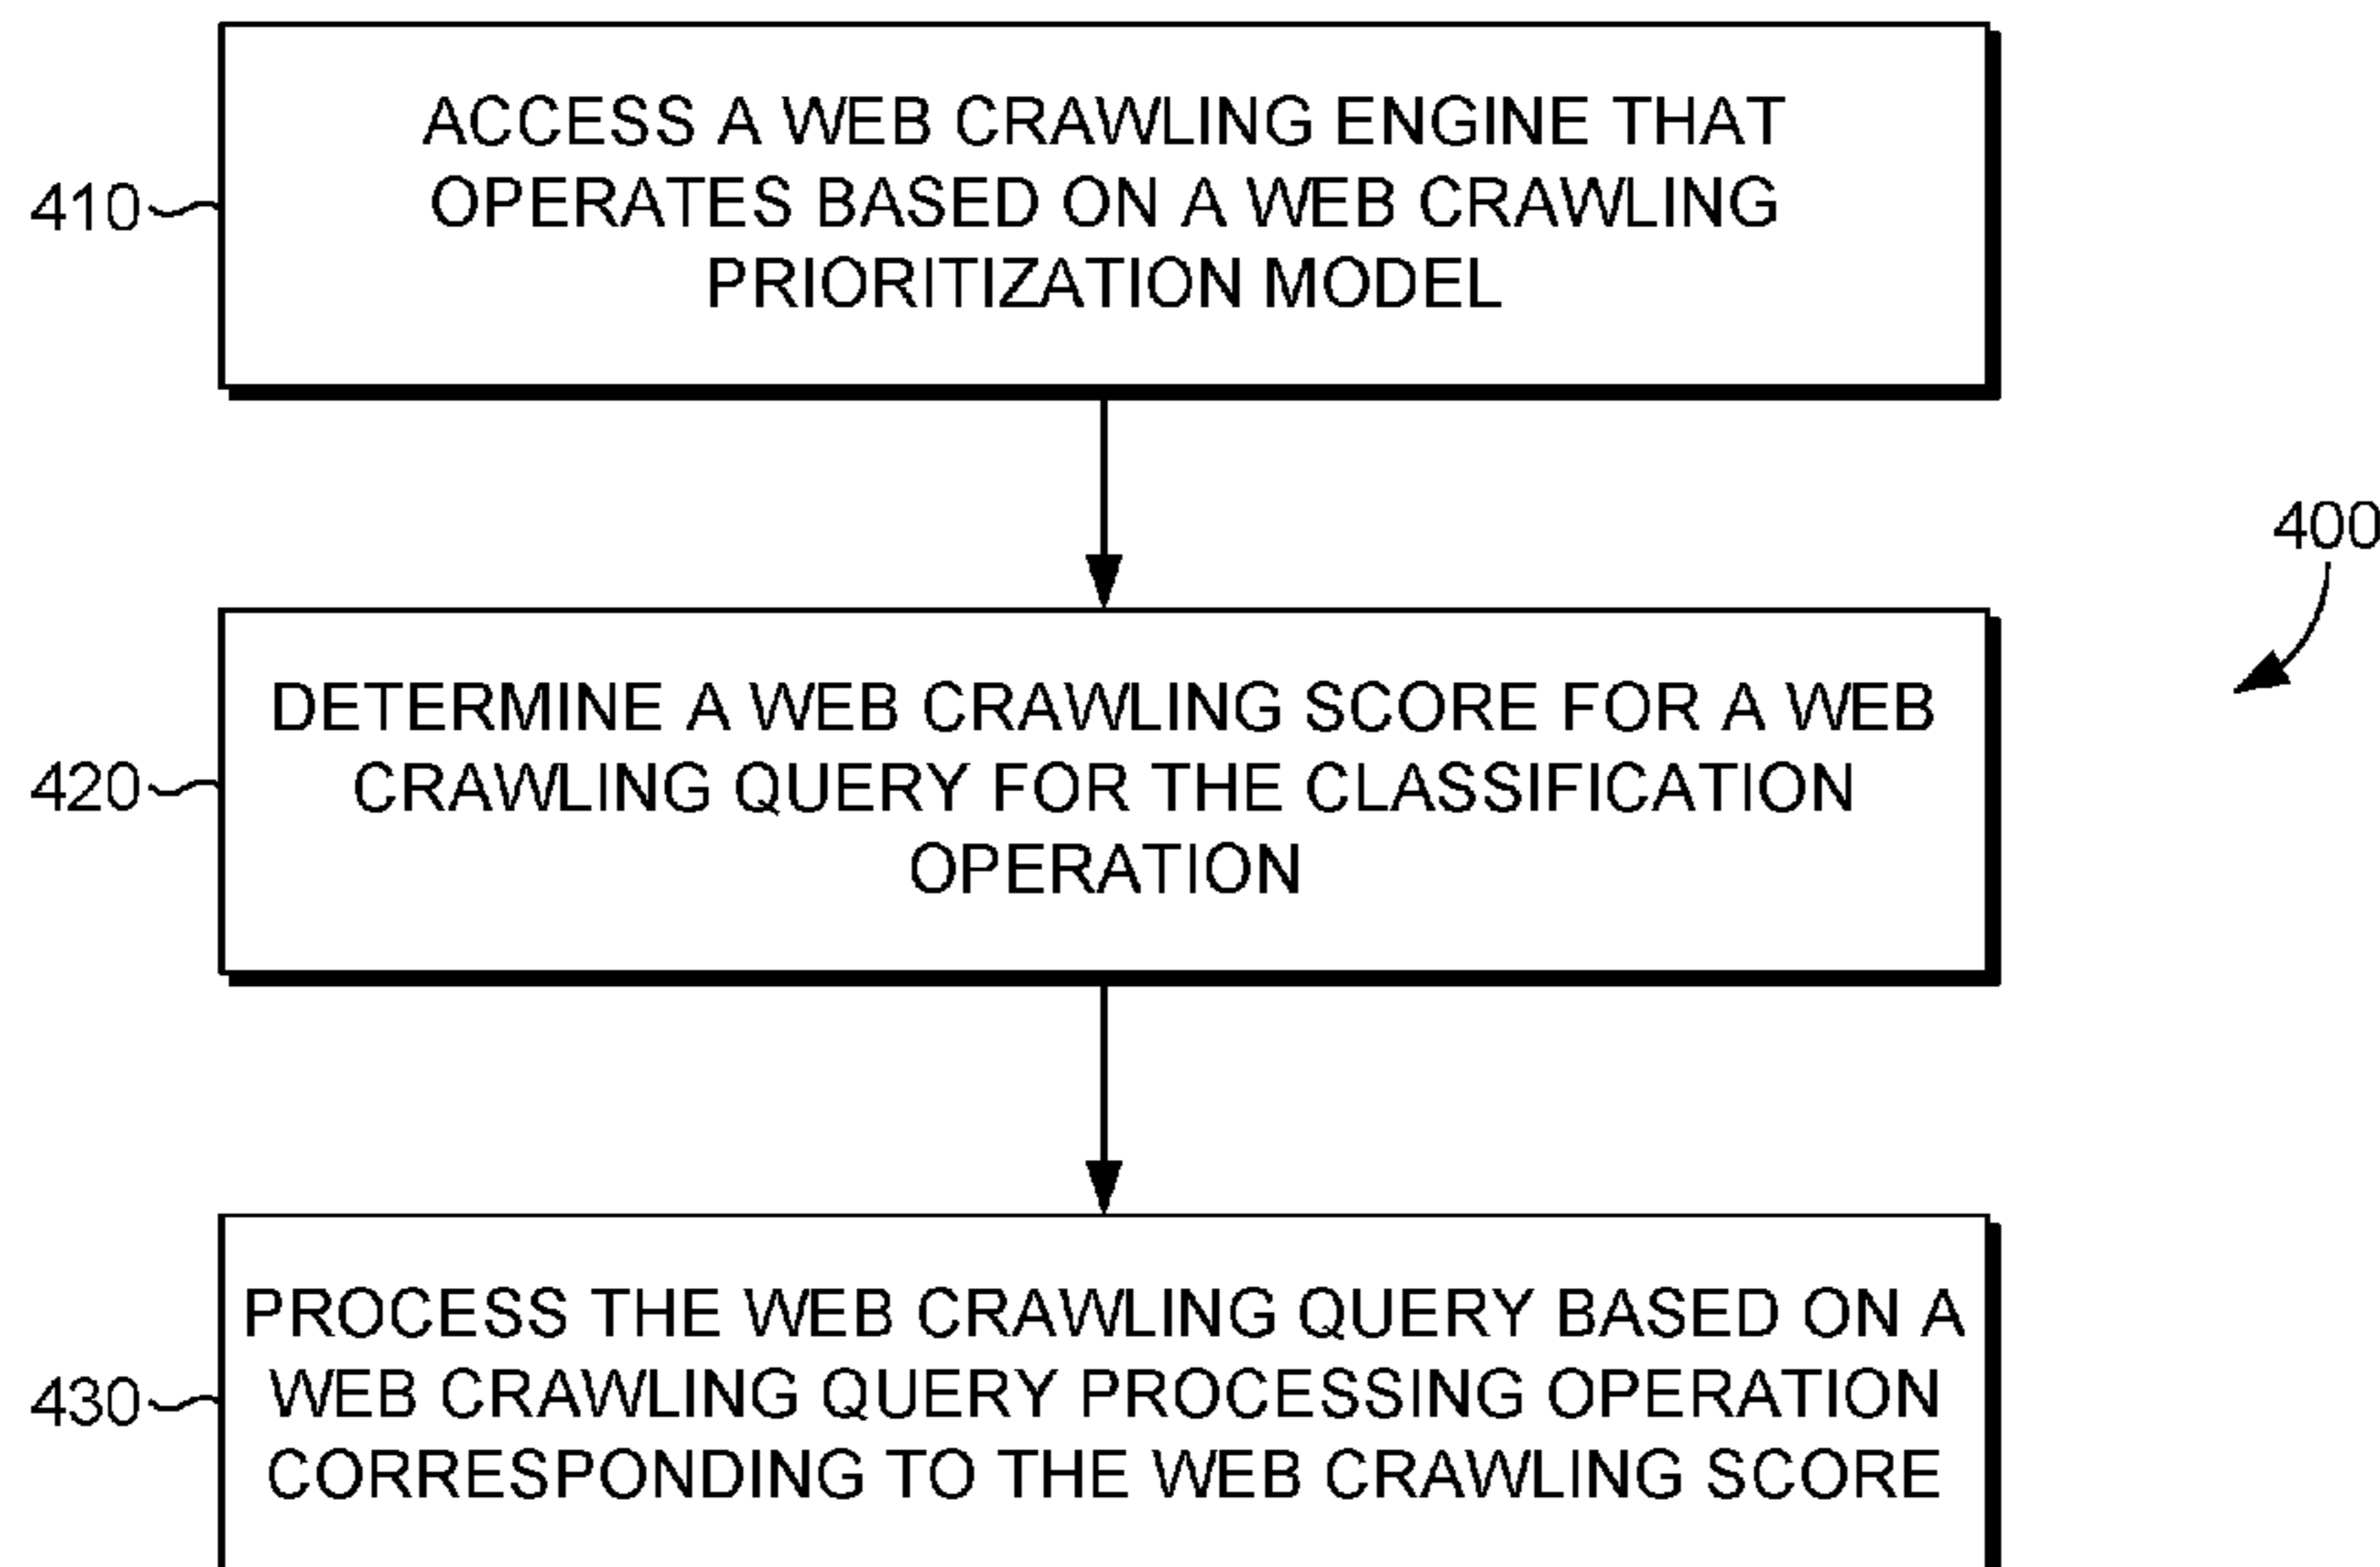 ACCESS A WEB CRAWLING ENGINE THAT
OPERATES BASED ON A WEB CRAWLING
PRIORITIZATION MODEL
410
400
DETERMINE A WEB CRAWLING SCORE FOR A WEB
CRAWLING QUERY FOR THE CLASSIFICATION
OPERATION
420
PROCESS THE WEB CRAWLING QUERY BASED ON A
WEB CRAWLING QUERY PROCESSING OPERATION
CORRESPONDING TO THE WEB CRAWLING SCORE
430